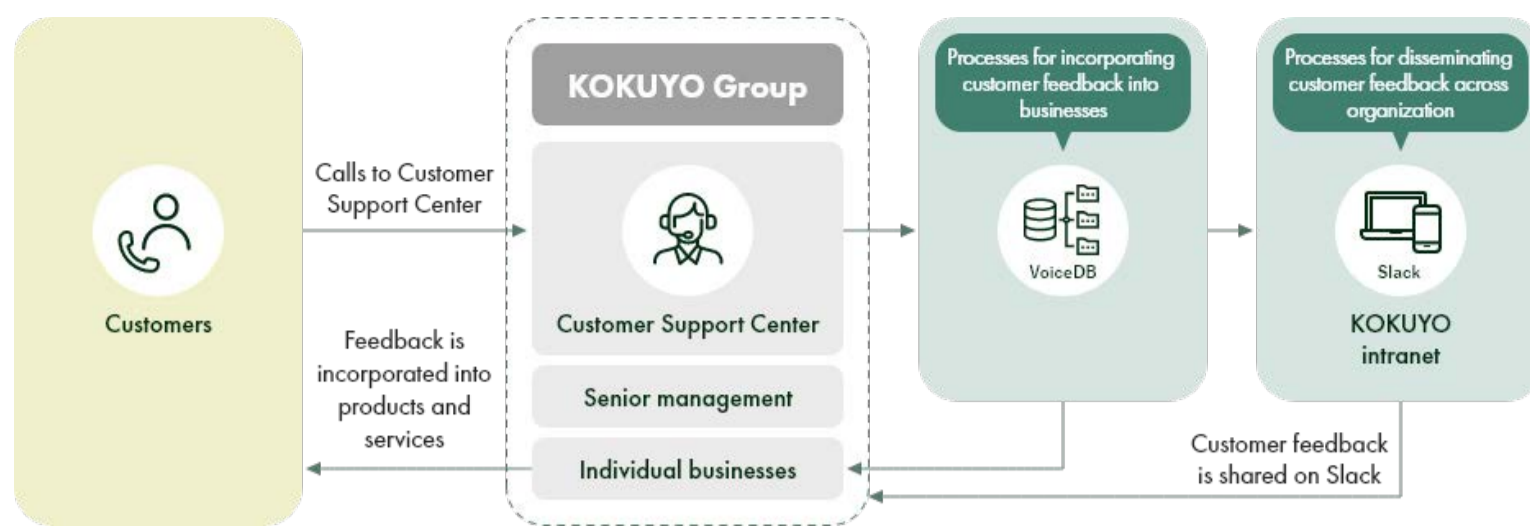 Customers
Calls to Customer
Support Center
Feedback is
incorporated into
products and
services
KOKUYO Group
Customer Support Center
Senior management
Individual businesses
Processes for incorporating
customer feedback into
businesses
VoiceDB
Processes for disseminating
customer feedback across
organization
Slack
KOKUYO
intranet
Customer feedback
is shared on Slack